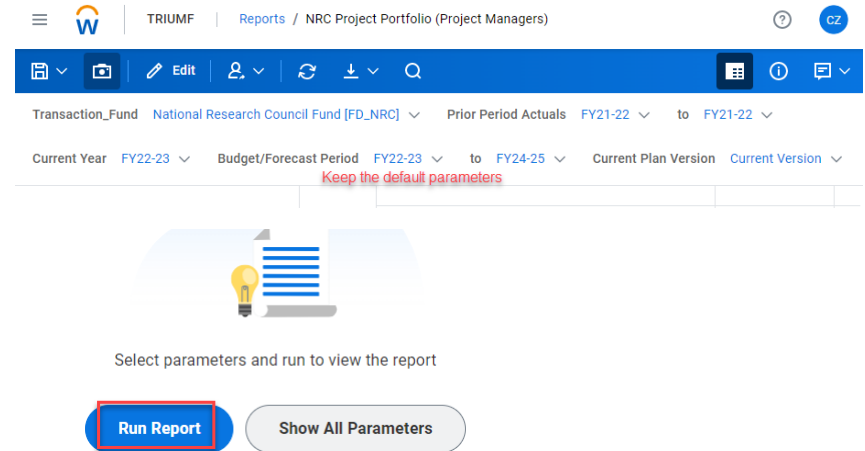 W TRIUMF Reports / NRC Project Portfolio (Project Managers) ? CZ
Edit
Transaction_Fund National Research Council Fund [FD_NRC] Prior Period Actuals FY21-22 to FY21-22
Current Year FY22-23 Budget/Forecast Period FY22-23 to FY24-25 Current Plan Version Current Version
Keep the default parameters
Select parameters and run to view the report
Run Report Show All Parameters